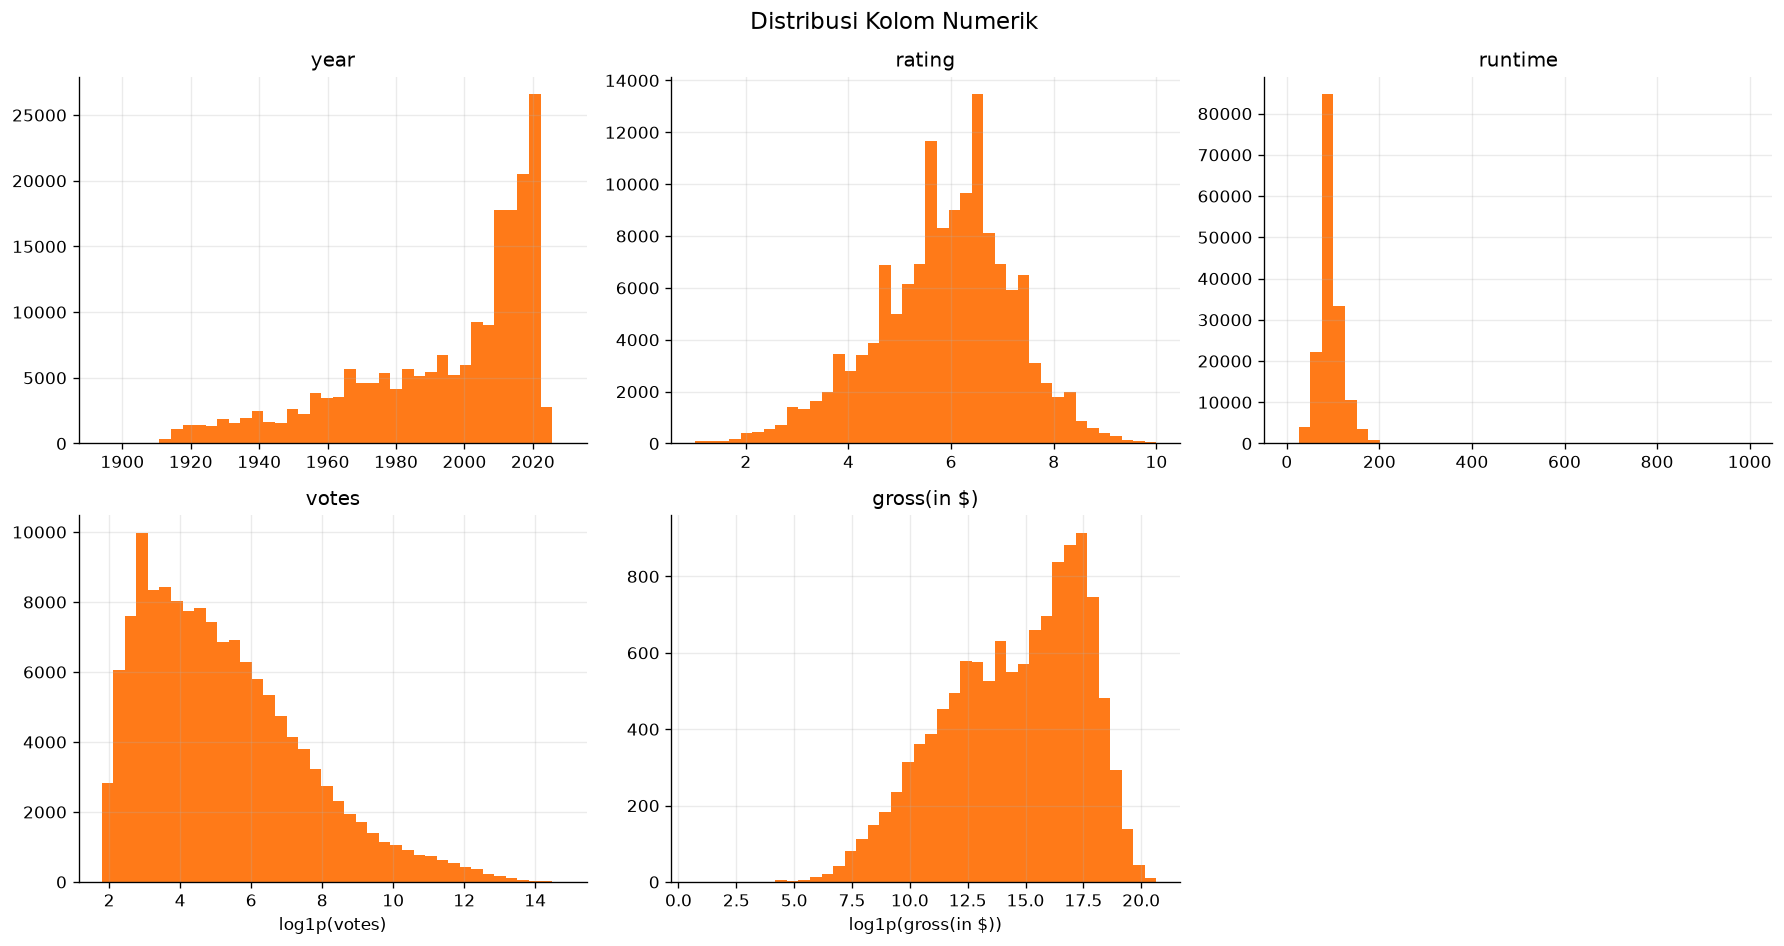 Distribusi Kolom Numerik
year
25000
20000
15000
10000
5000
0
1900 1920 1940 1960 1980 2000 2020
rating
14000
12000
10000
8000
6000
4000
2000
0
2 4 6 8 10
runtime
80000
70000
60000
50000
40000
30000
20000
10000
0
0 200 400 600 800 1000
votes
10000
8000
6000
4000
2000
0
2 4 6 8 10 12 14
log1p(votes)
gross(in $)
800
600
400
200
0
0.0 2.5 5.0 7.5 10.0 12.5 15.0 17.5 20.0
log1p(gross(in $))